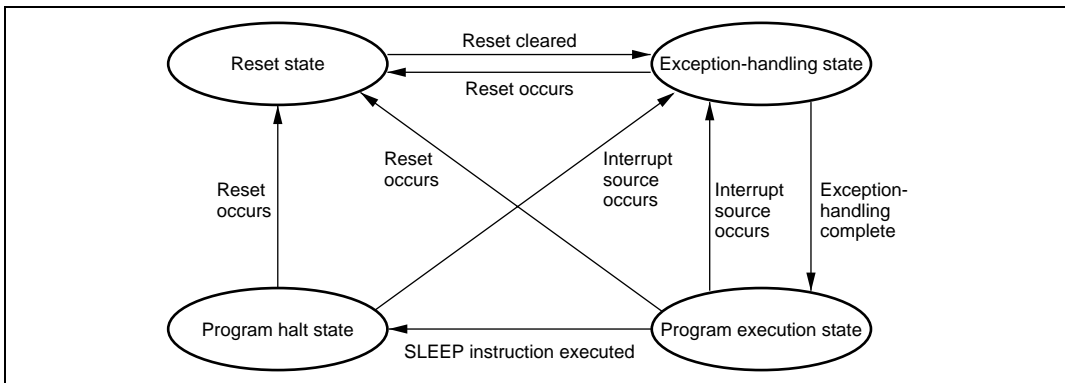 Reset cleared
Reset state
Exception-handling state
Reset occurs
Reset
occurs
Interrupt
source
occurs
Reset
occurs
Interrupt
source
occurs
Exception-
handling
complete
Program halt state
Program execution state
SLEEP instruction executed